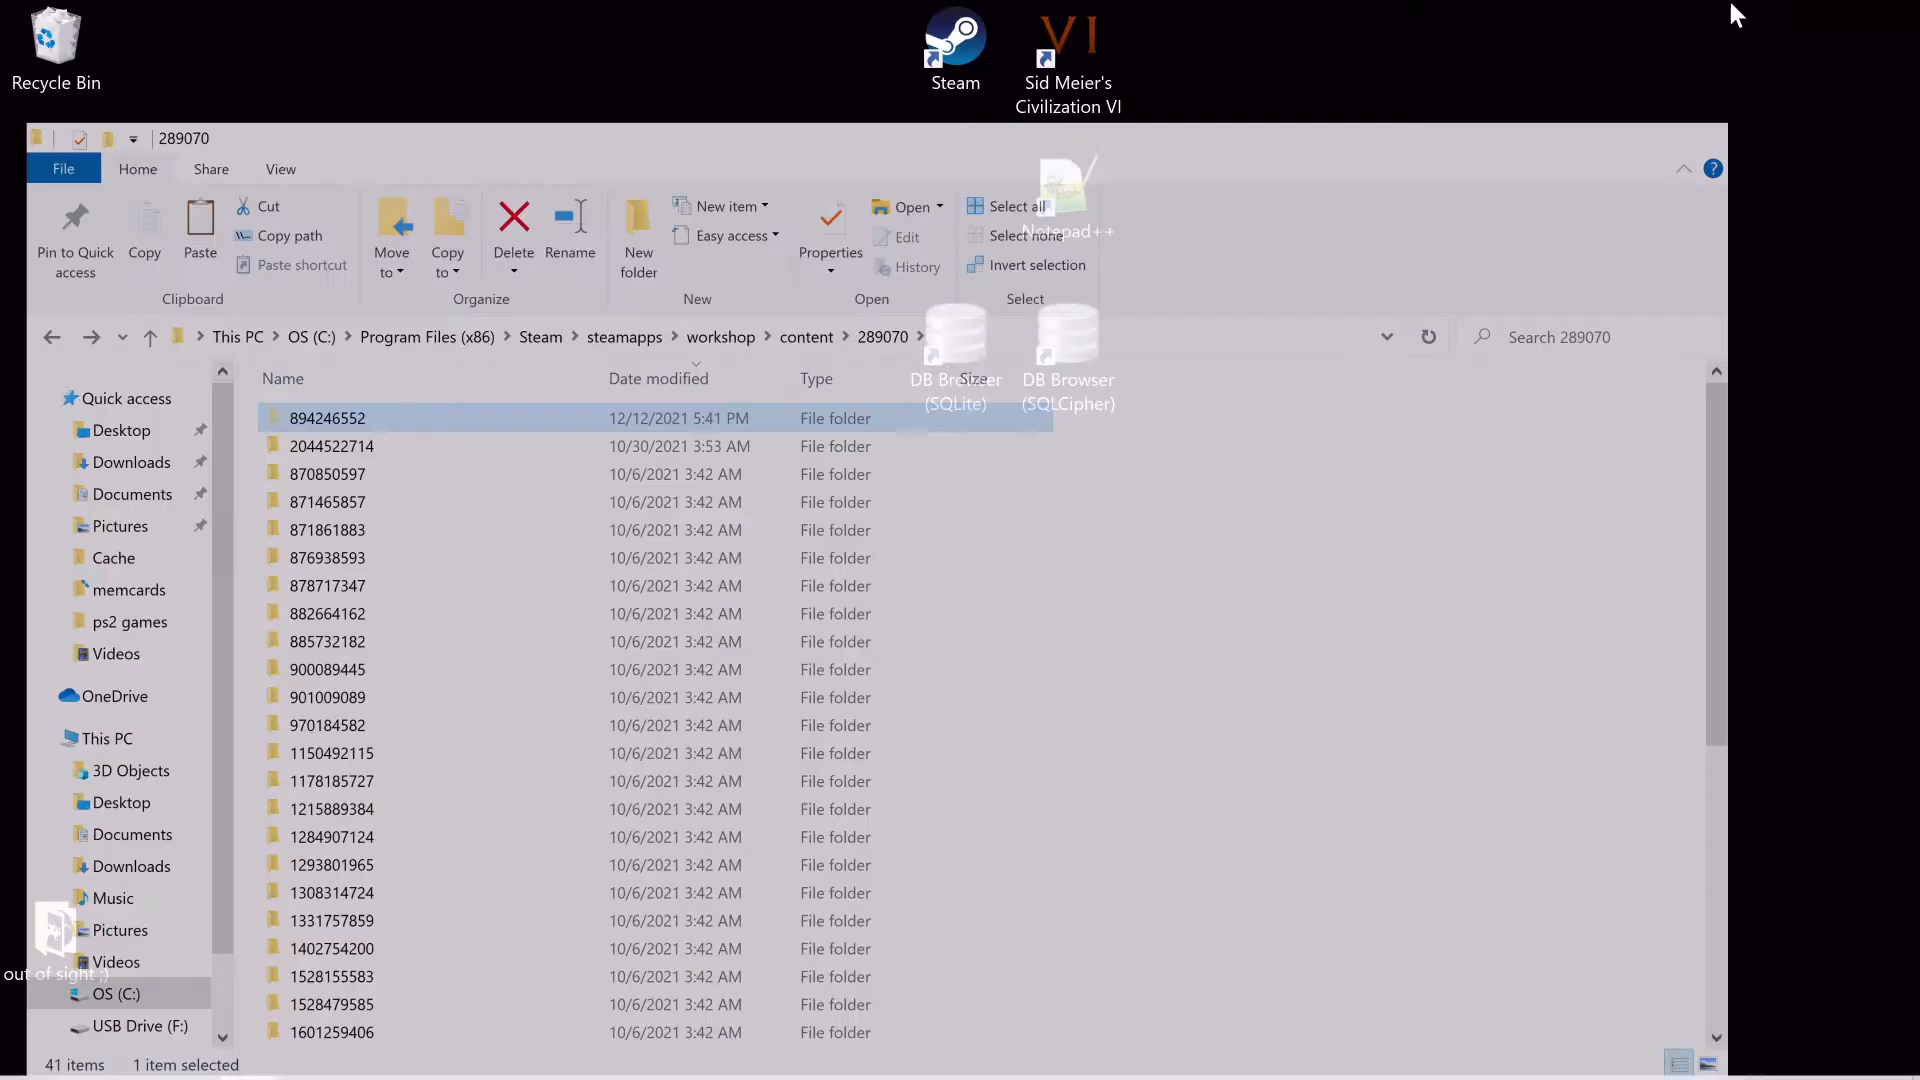 Recycle Bin
Steam
Sid Meier's
Civilization VI
289070
File
Home
Share
View
Pin to Quick
access
Copy
Paste
Cut
Copy path
Paste shortcut
Clipboard
Move
to
Copy
to
Delete
Rename
Organize
New
folder
New item
Easy access
New
Properties
Open
Edit
History
Open
Select all
Select none
Invert selection
Select
Notepad++
This PC
OS (C:)
Program Files (x86)
Steam
steamapps
workshop
content
289070
Search 289070
DB Browser
(SQLite)
DB Browser
(SQLCipher)
Quick access
Desktop
Downloads
Documents
Pictures
Cache
memcards
ps2 games
Videos
OneDrive
This PC
3D Objects
Desktop
Documents
Downloads
Music
Pictures
Videos
OS (C:)
USB Drive (F:)
out of sight ;)
Name Date modified Type Size
894246552 12/12/2021 5:41 PM File folder
2044522714 10/30/2021 3:53 AM File folder
870850597 10/6/2021 3:42 AM File folder
871465857 10/6/2021 3:42 AM File folder
871861883 10/6/2021 3:42 AM File folder
876938593 10/6/2021 3:42 AM File folder
878717347 10/6/2021 3:42 AM File folder
882664162 10/6/2021 3:42 AM File folder
885732182 10/6/2021 3:42 AM File folder
900089445 10/6/2021 3:42 AM File folder
901009089 10/6/2021 3:42 AM File folder
970184582 10/6/2021 3:42 AM File folder
1150492115 10/6/2021 3:42 AM File folder
1178185727 10/6/2021 3:42 AM File folder
1215889384 10/6/2021 3:42 AM File folder
1284907124 10/6/2021 3:42 AM File folder
1293801965 10/6/2021 3:42 AM File folder
1308314724 10/6/2021 3:42 AM File folder
1331757859 10/6/2021 3:42 AM File folder
1402754200 10/6/2021 3:42 AM File folder
1528155583 10/6/2021 3:42 AM File folder
1528479585 10/6/2021 3:42 AM File folder
1601259406 10/6/2021 3:42 AM File folder
41 items
1 item selected